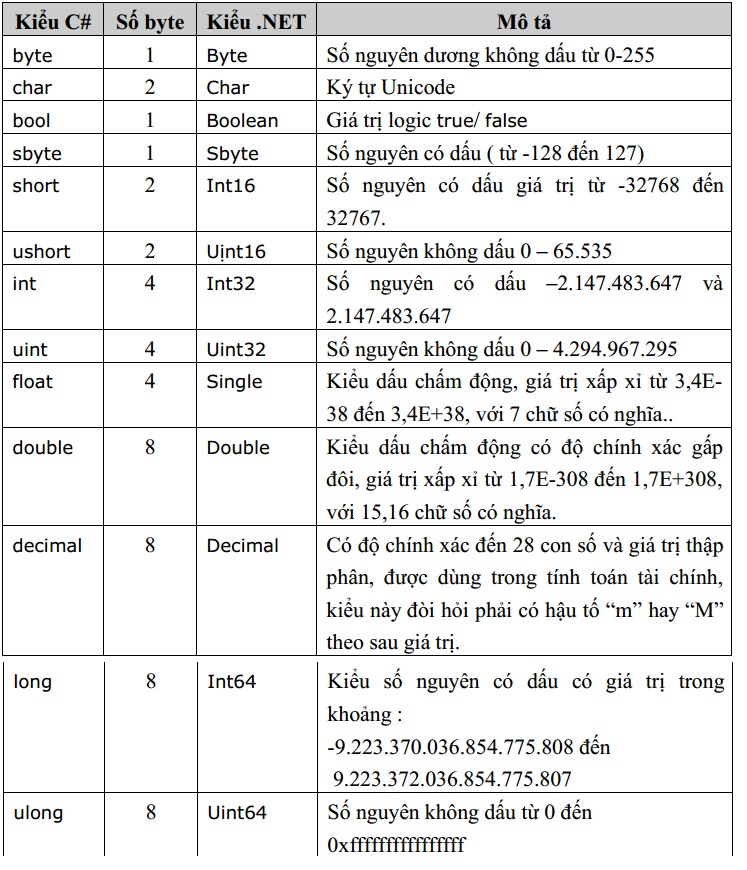 Kiểu C# Số byte Kiểu .NET Mô tả
byte 1 Byte Số nguyên dương không dấu từ 0-255
char 2 Char Ký tự Unicode
bool 1 Boolean Giá trị logic true/ false
sbyte 1 Sbyte Số nguyên có dấu ( từ -128 đến 127)
short 2 Int16 Số nguyên có dấu giá trị từ -32768 đến
32767.
ushort 2 Uịnt16 Số nguyên không dấu 0 – 65.535
int 4 Int32 Số nguyên có dấu –2.147.483.647 và
2.147.483.647
uint 4 Uint32 Số nguyên không dấu 0 – 4.294.967.295
float 4 Single Kiểu dấu chấm động, giá trị xấp xỉ từ 3,4E-
38 đến 3,4E+38, với 7 chữ số có nghĩa..
double 8 Double Kiểu dấu chấm động có độ chính xác gấp
đôi, giá trị xấp xỉ từ 1,7E-308 đến 1,7E+308,
với 15,16 chữ số có nghĩa.
decimal 8 Decimal Có độ chính xác đến 28 con số và giá trị thập
phân, được dùng trong tính toán tài chính,
kiểu này đòi hỏi phải có hậu tố “m” hay “M”
theo sau giá trị.
long 8 Int64 Kiểu số nguyên có dấu có giá trị trong
khoảng :
-9.223.370.036.854.775.808 đến
9.223.372.036.854.775.807
ulong 8 Uint64 Số nguyên không dấu từ 0 đến
0xffffffffffffffff